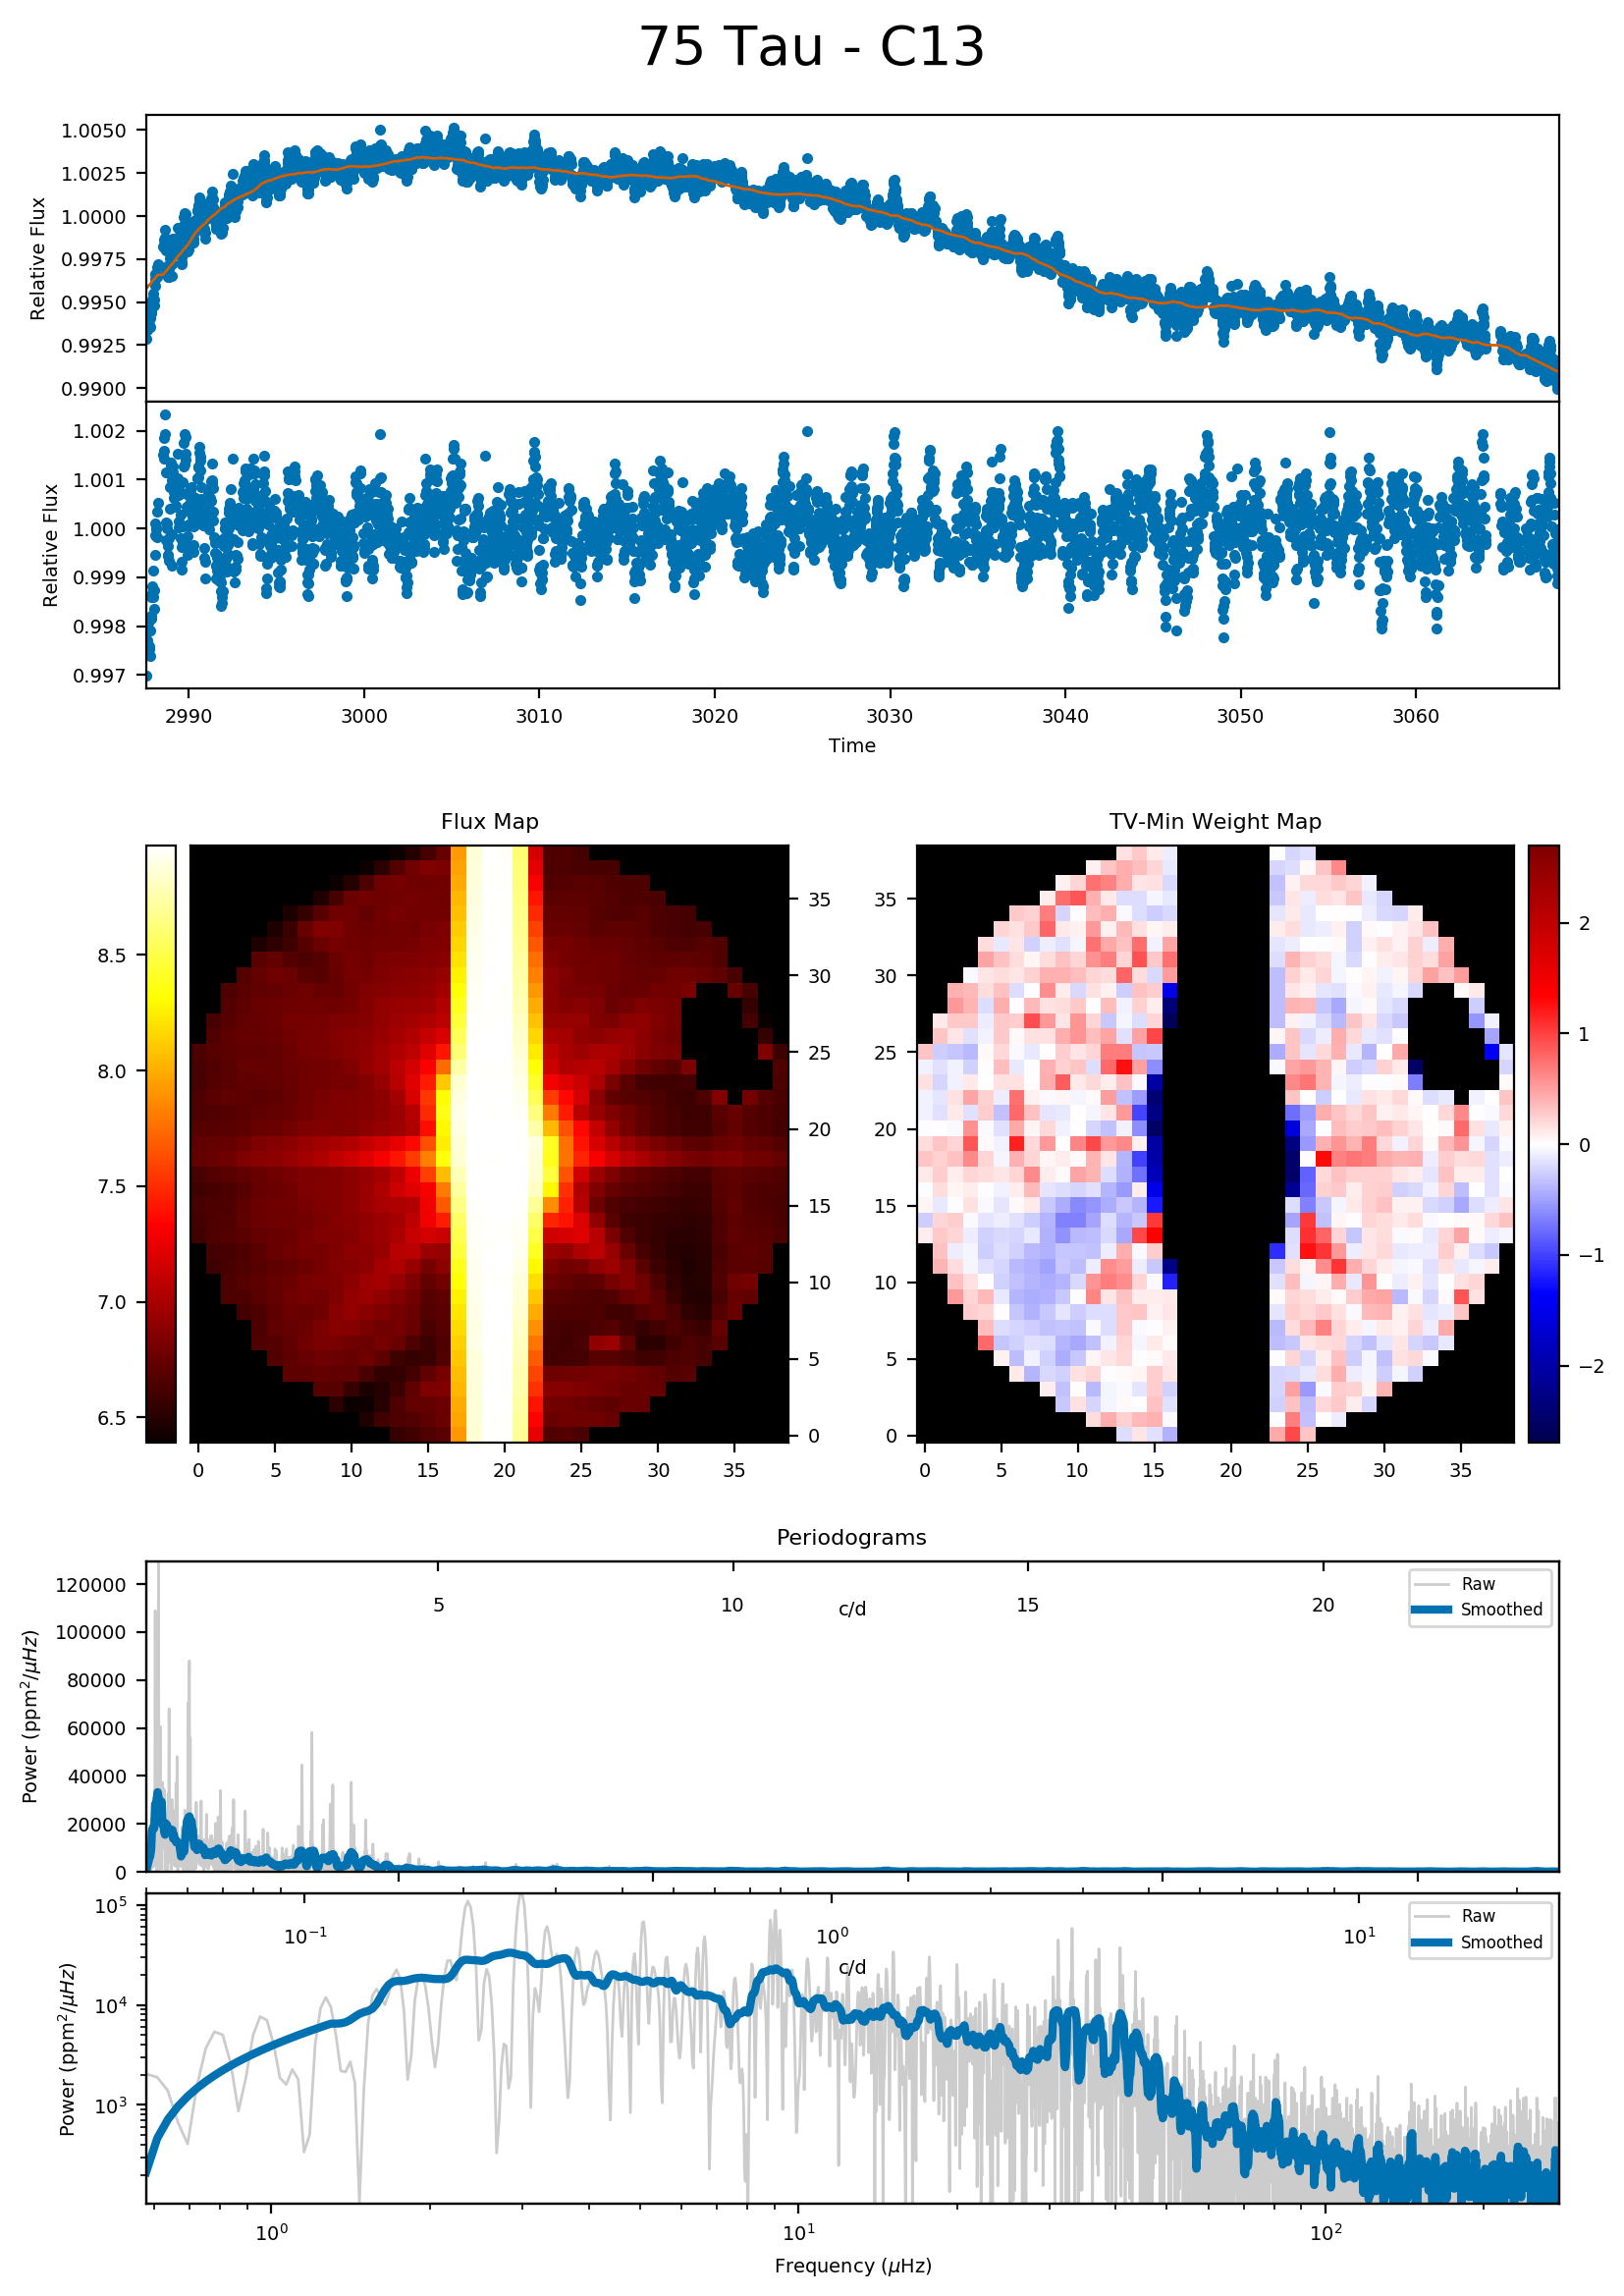 75 Tau - C13
1.0050
1.0025
1.0000
0.9975
0.9950
0.9925
0.9900
Relative Flux
1.002
1.001
1.000
0.999
0.998
0.997
Relative Flux
2990 3000 3010 3020 3030 3040 3050 3060
Time
Flux Map
8.5
8.0
7.5
7.0
6.5
35
30
25
20
15
10
5
0
0 5 10 15 20 25 30 35
TV-Min Weight Map
35
30
25
20
15
10
5
0
0 5 10 15 20 25 30 35
2
1
0
−1
−2
Periodograms
120000
100000
80000
60000
40000
20000
0
Power (ppm²/μHz)
5 10 15 20
c/d
Raw
Smoothed
10⁵
10⁴
10³
Power (ppm²/μHz)
10⁻¹ 10⁰ 10¹
c/d
Raw
Smoothed
10⁰ 10¹ 10²
Frequency (μHz)